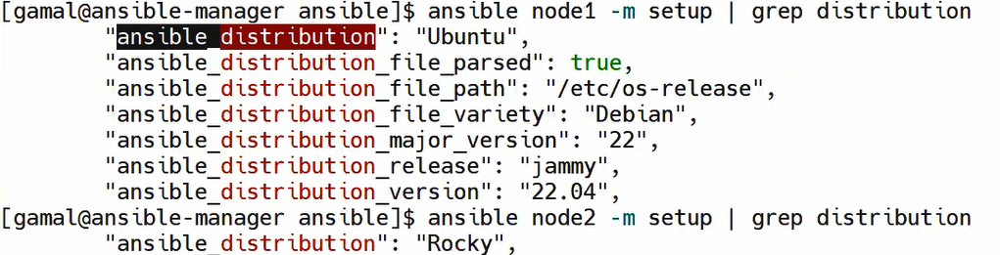 [gamal@ansible-manager ansible]$ ansible node1 -m setup | grep distribution
"ansible_distribution": "Ubuntu",
"ansible_distribution_file_parsed": true,
"ansible_distribution_file_path": "/etc/os-release",
"ansible_distribution_file_variety": "Debian",
"ansible_distribution_major_version": "22",
"ansible_distribution_release": "jammy",
"ansible_distribution_version": "22.04",
[gamal@ansible-manager ansible]$ ansible node2 -m setup | grep distribution
"ansible_distribution": "Rocky",